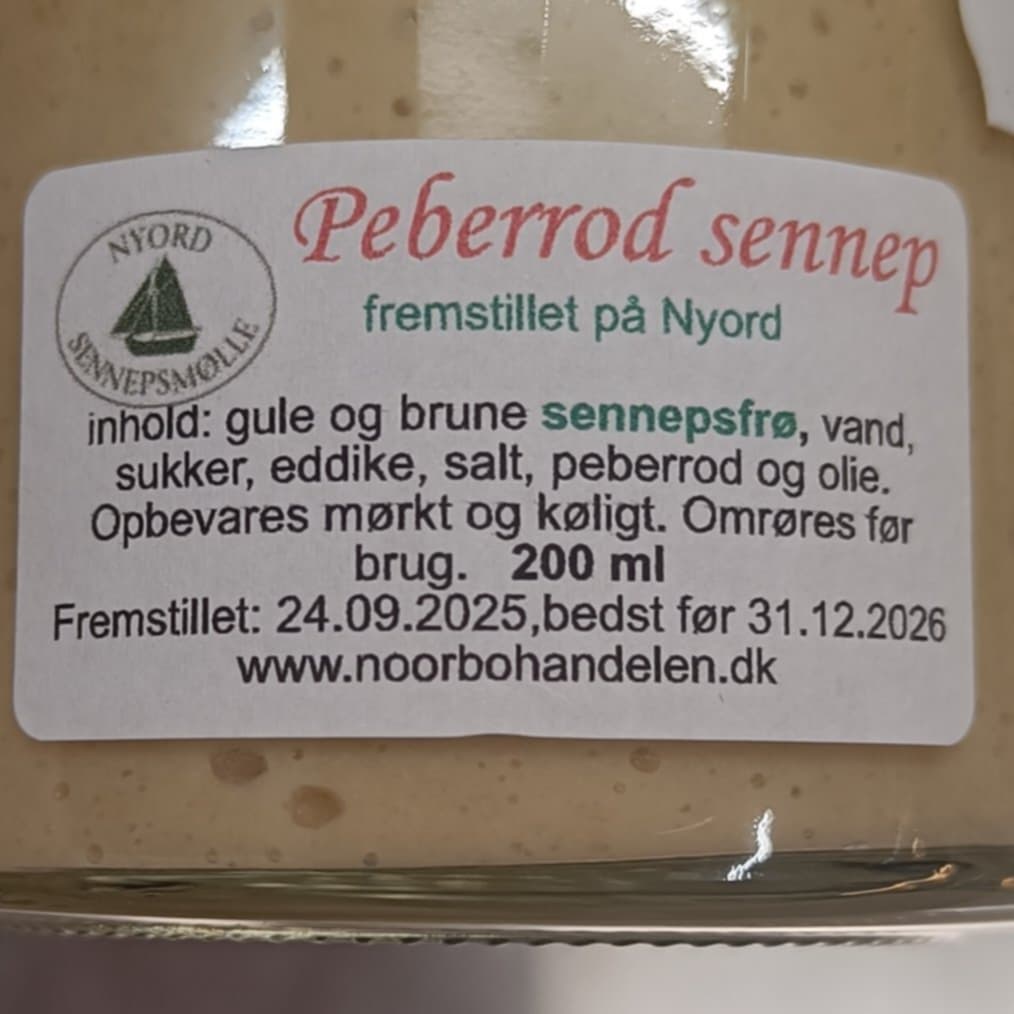 NYORD
SENNEPSMØLLE
Peberrod sennep
fremstillet på Nyord
inhold: gule og brune sennepsfrø, vand,
sukker, eddike, salt, peberrod og olie.
Opbevares mørkt og køligt. Omrøres før
brug. 200 ml
Fremstillet: 24.09.2025,bedst før 31.12.2026
www.noorbohandelen.dk